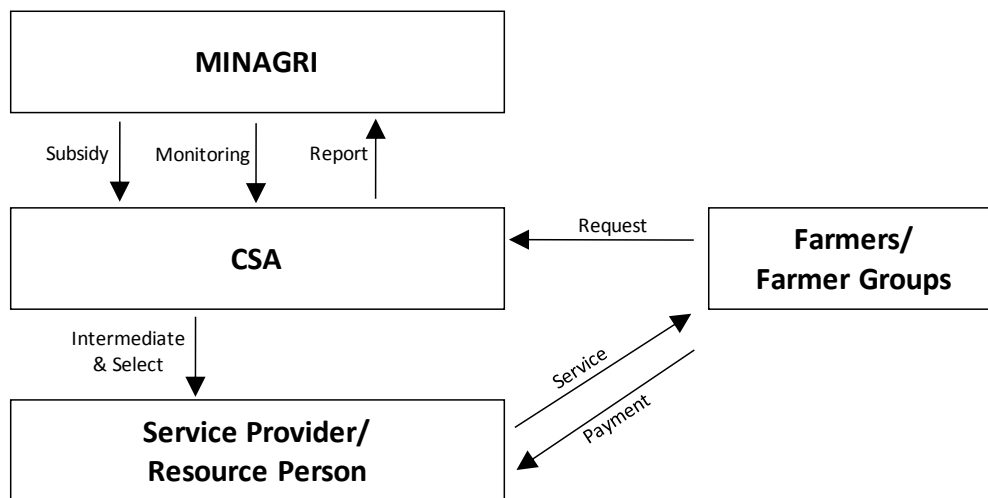 MINAGRI
Subsidy
Monitoring
Report
CSA
Request
Farmers/
Farmer Groups
Intermediate
& Select
Service
Payment
Service Provider/
Resource Person